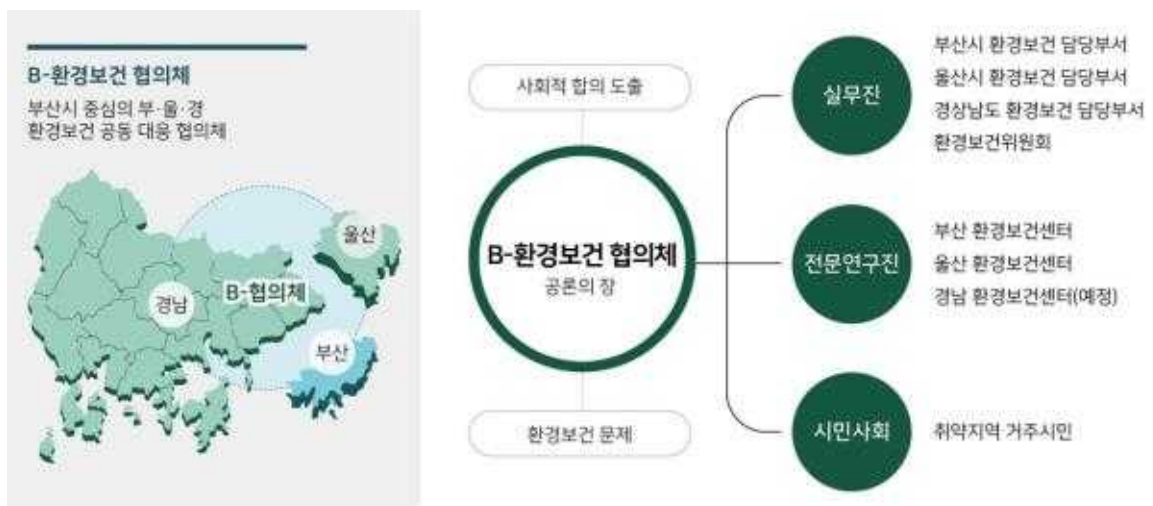 B-환경보건 협의체
부산시 중심의 부·울·경
환경보건 공동 대응 협의체
울산
B-협의체
경남
부산
사회적 합의 도출
B-환경보건 협의체
공론의 장
환경보건 문제
실무진
부산시 환경보건 담당부서
울산시 환경보건 담당부서
경상남도 환경보건 담당부서
환경보건위원회
전문연구진
부산 환경보건센터
울산 환경보건센터
경남 환경보건센터(예정)
시민사회
취약지역 거주시민